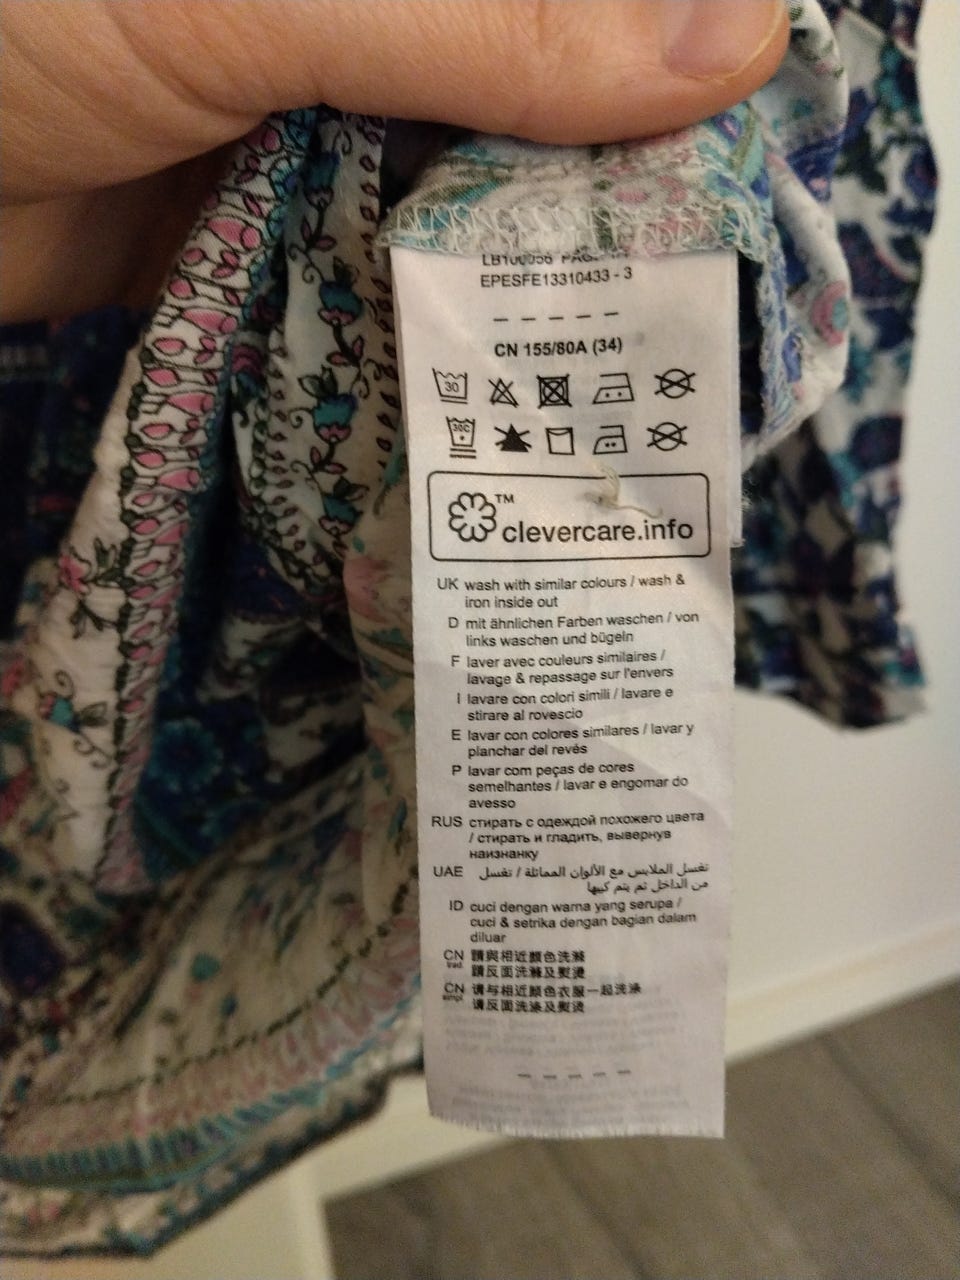 LB100056
EPESFE13310433 - 3
CN 155/80A (34)
30
30C
TM
clevercare.info
UK wash with similar colours / wash &
iron inside out
D mit ähnlichen Farben waschen / von
links waschen und bügeln
F laver avec couleurs similaires /
lavage & repassage sur l'envers
I lavare con colori simili / lavare e
stirare al rovescio
E lavar con colores similares / lavar y
planchar del revés
P lavar com peças de cores
semelhantes / lavar e engomar do
avesso
RUS стирать с одеждой похожего цвета
/ стирать и гладить, вывернув
наизнанку
UAE تغسل الملابس مع الألوان المماثلة / تغسل
من الداخل ثم يتم كيها
ID cuci dengan warna yang serupa /
cuci & setrika dengan bagian dalam
diluar
CN trad. 請與相近顏色洗滌
請反面洗滌及熨燙
CN simpl. 请与相近颜色衣服一起洗涤
请反面洗涤及熨烫